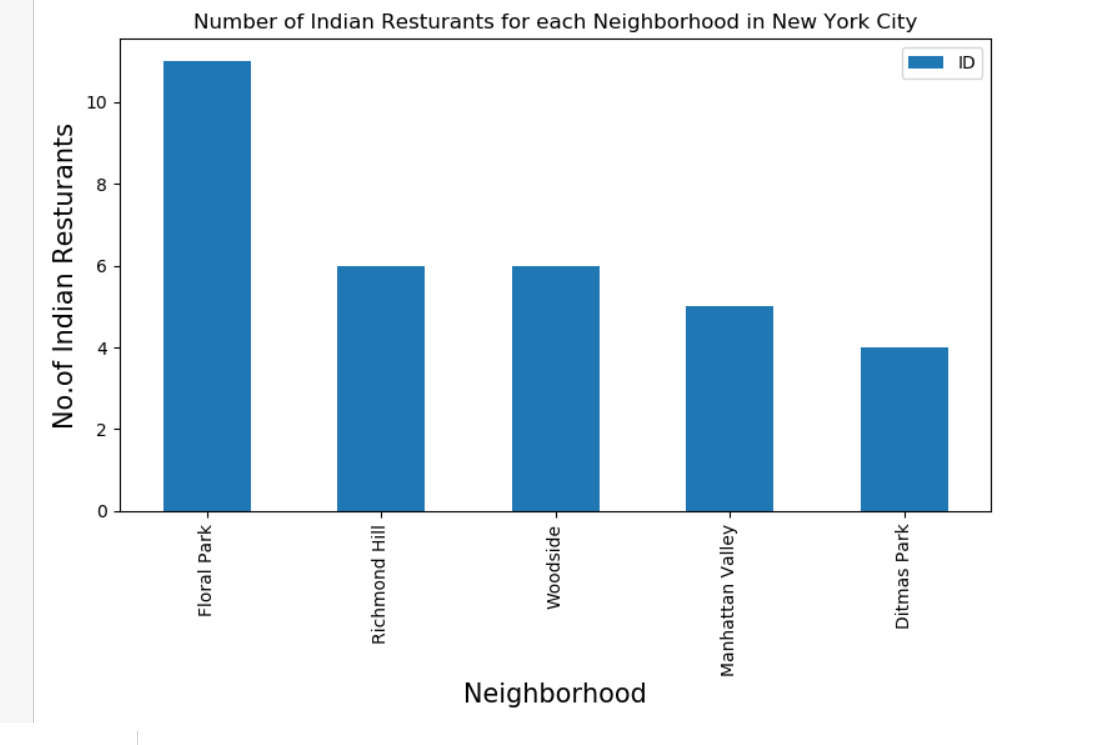 Number of Indian Resturants for each Neighborhood in New York City
ID
No.of Indian Resturants
10
8
6
4
2
0
Floral Park
Richmond Hill
Woodside
Manhattan Valley
Ditmas Park
Neighborhood